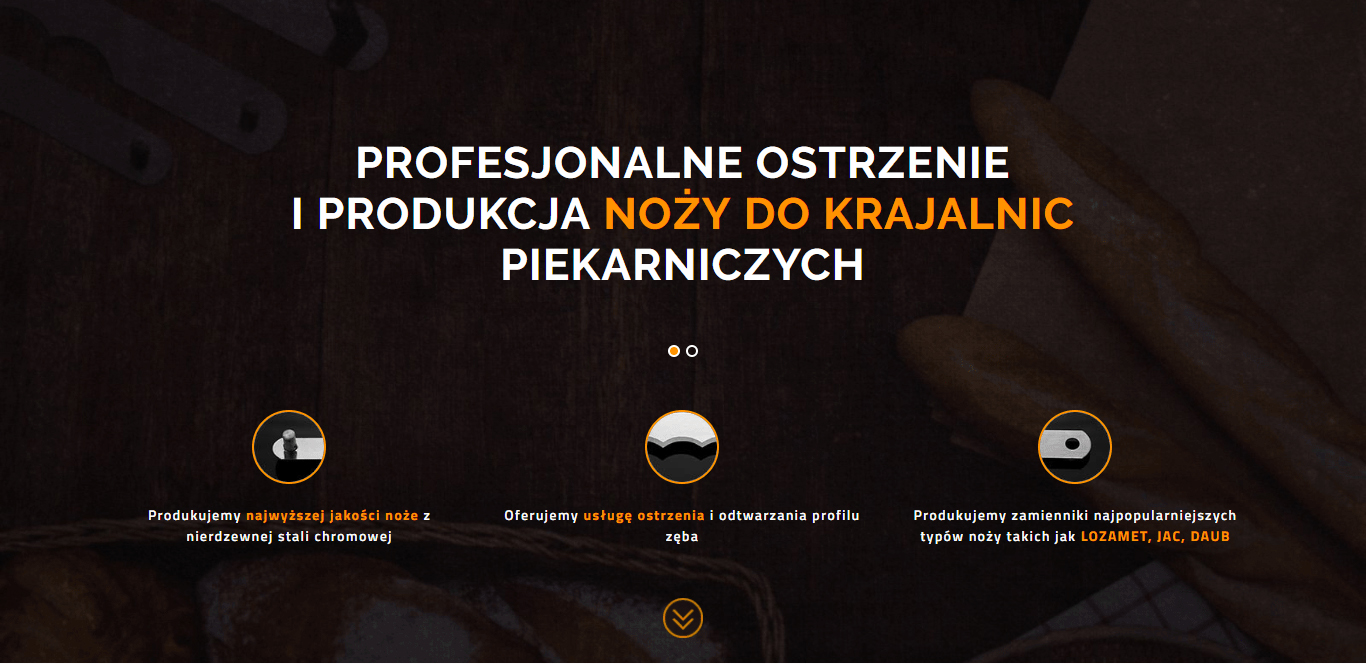 PROFESJONALNE OSTRZENIE
I PRODUKCJA NOŻY DO KRAJALNIC
PIEKARNICZYCH
Produkujemy najwyższej jakości noże z
nierdzewnej stali chromowej
Oferujemy usługę ostrzenia i odtwarzania profilu
zęba
Produkujemy zamienniki najpopularniejszych
typów noży takich jak LOZAMET, JAC, DAUB